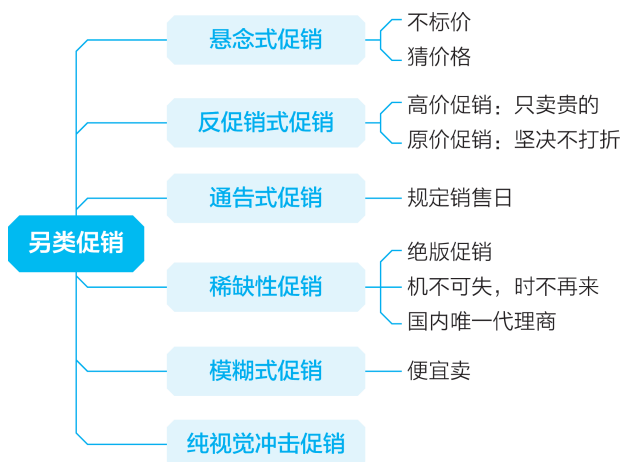 另类促销
悬念式促销
不标价
猜价格
反促销式促销
高价促销：只卖贵的
原价促销：坚决不打折
通告式促销
规定销售日
稀缺性促销
绝版促销
机不可失，时不再来
国内唯一代理商
模糊式促销
便宜卖
纯视觉冲击促销